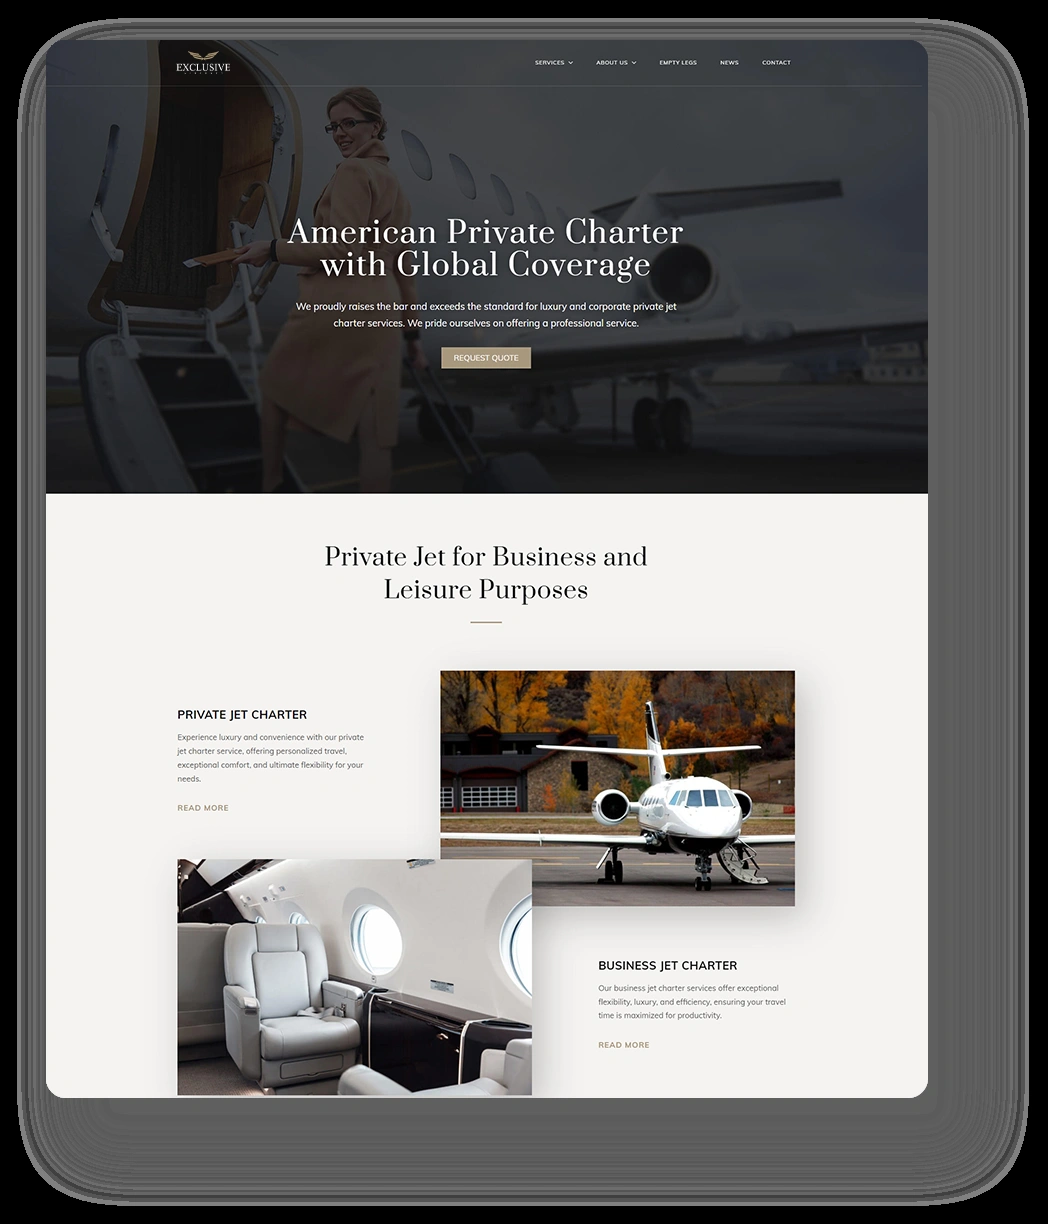 EXCLUSIVE
SERVICES
ABOUT US
EMPTY LEGS
NEWS
CONTACT
American Private Charter
with Global Coverage
We proudly raises the bar and exceeds the standard for luxury and corporate private jet
charter services. We pride ourselves on offering a professional service.
REQUEST QUOTE
Private Jet for Business and
Leisure Purposes
PRIVATE JET CHARTER
Experience luxury and convenience with our private
jet charter service, offering personalized travel,
exceptional comfort, and ultimate flexibility for your
needs.
READ MORE
BUSINESS JET CHARTER
Our business jet charter services offer exceptional
flexibility, luxury, and efficiency, ensuring your travel
time is maximized for productivity.
READ MORE